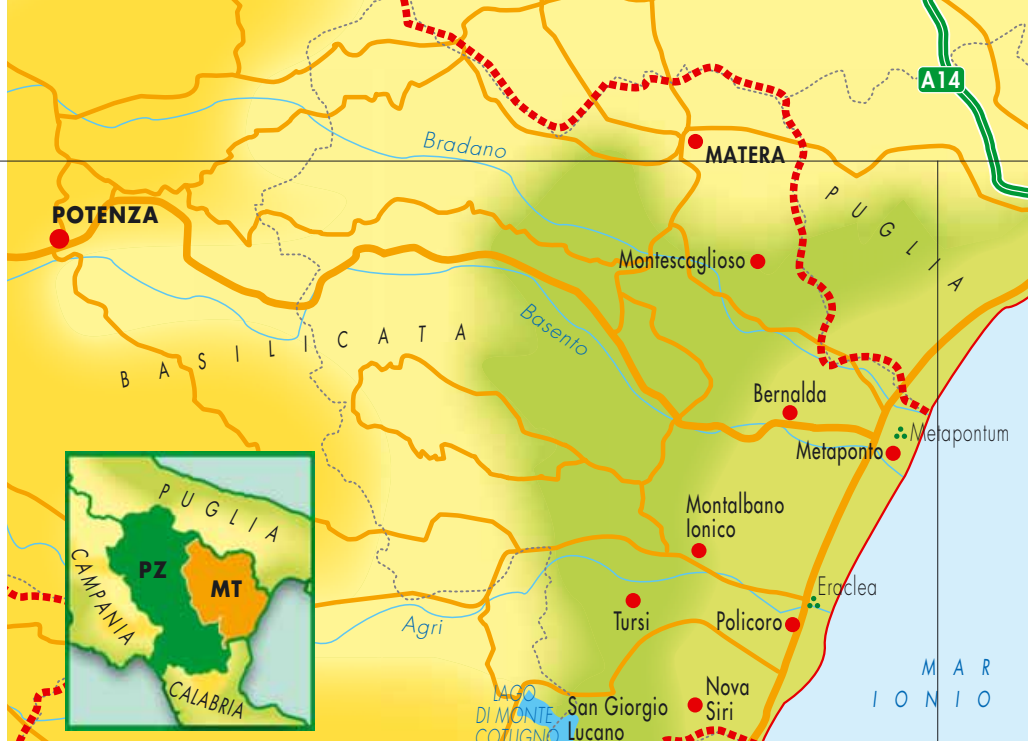 A14
Bradano
MATERA
POTENZA
PUGLIA
Montescaglioso
Basento
BASILICATA
Bernalda
Metapontum
Metaponto
PUGLIA
Montalbano
Ionico
CAMPANIA
PZ
MT
Eraclea
Tursi
Policoro
Agri
CALABRIA
MAR
IONIO
LAGO
DI MONTE
COTUGNO
San Giorgio
Lucano
Nova
Siri